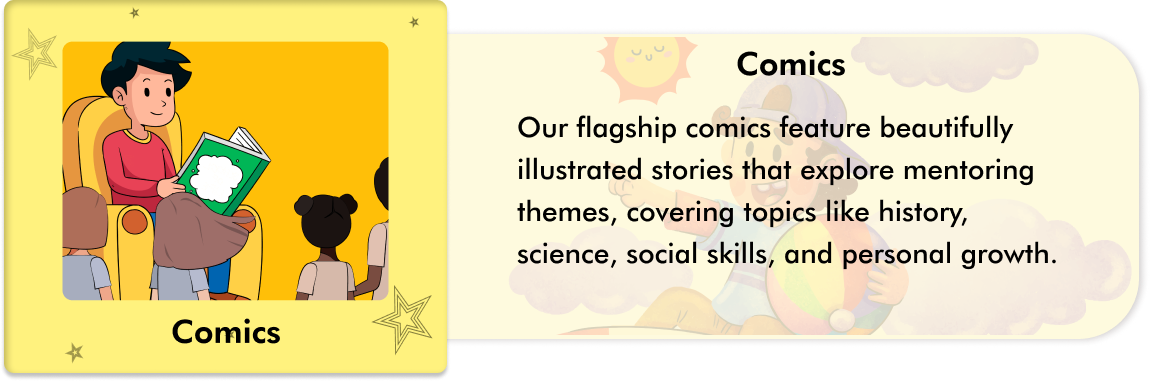 Comics
Comics
Our flagship comics feature beautifully
illustrated stories that explore mentoring
themes, covering topics like history,
science, social skills, and personal growth.